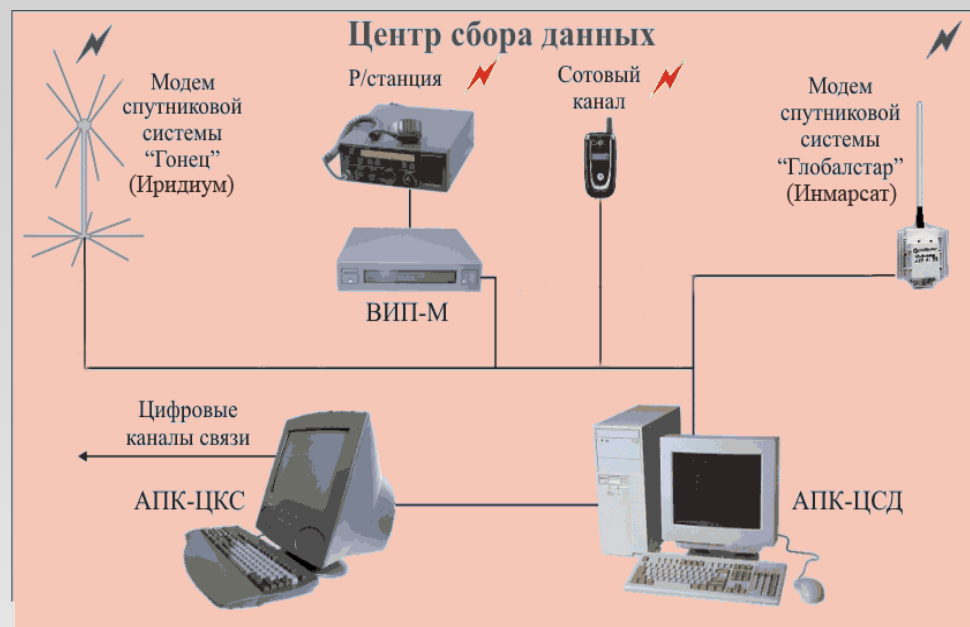 Центр сбора данных
Модем
спутниковой
системы
“Гонец”
(Иридиум)
Р/станция
Сотовый
канал
Модем
спутниковой
системы
“Глобалстар”
(Инмарсат)
ВИП-М
Цифровые
каналы связи
АПК-ЦКС
АПК-ЦСД